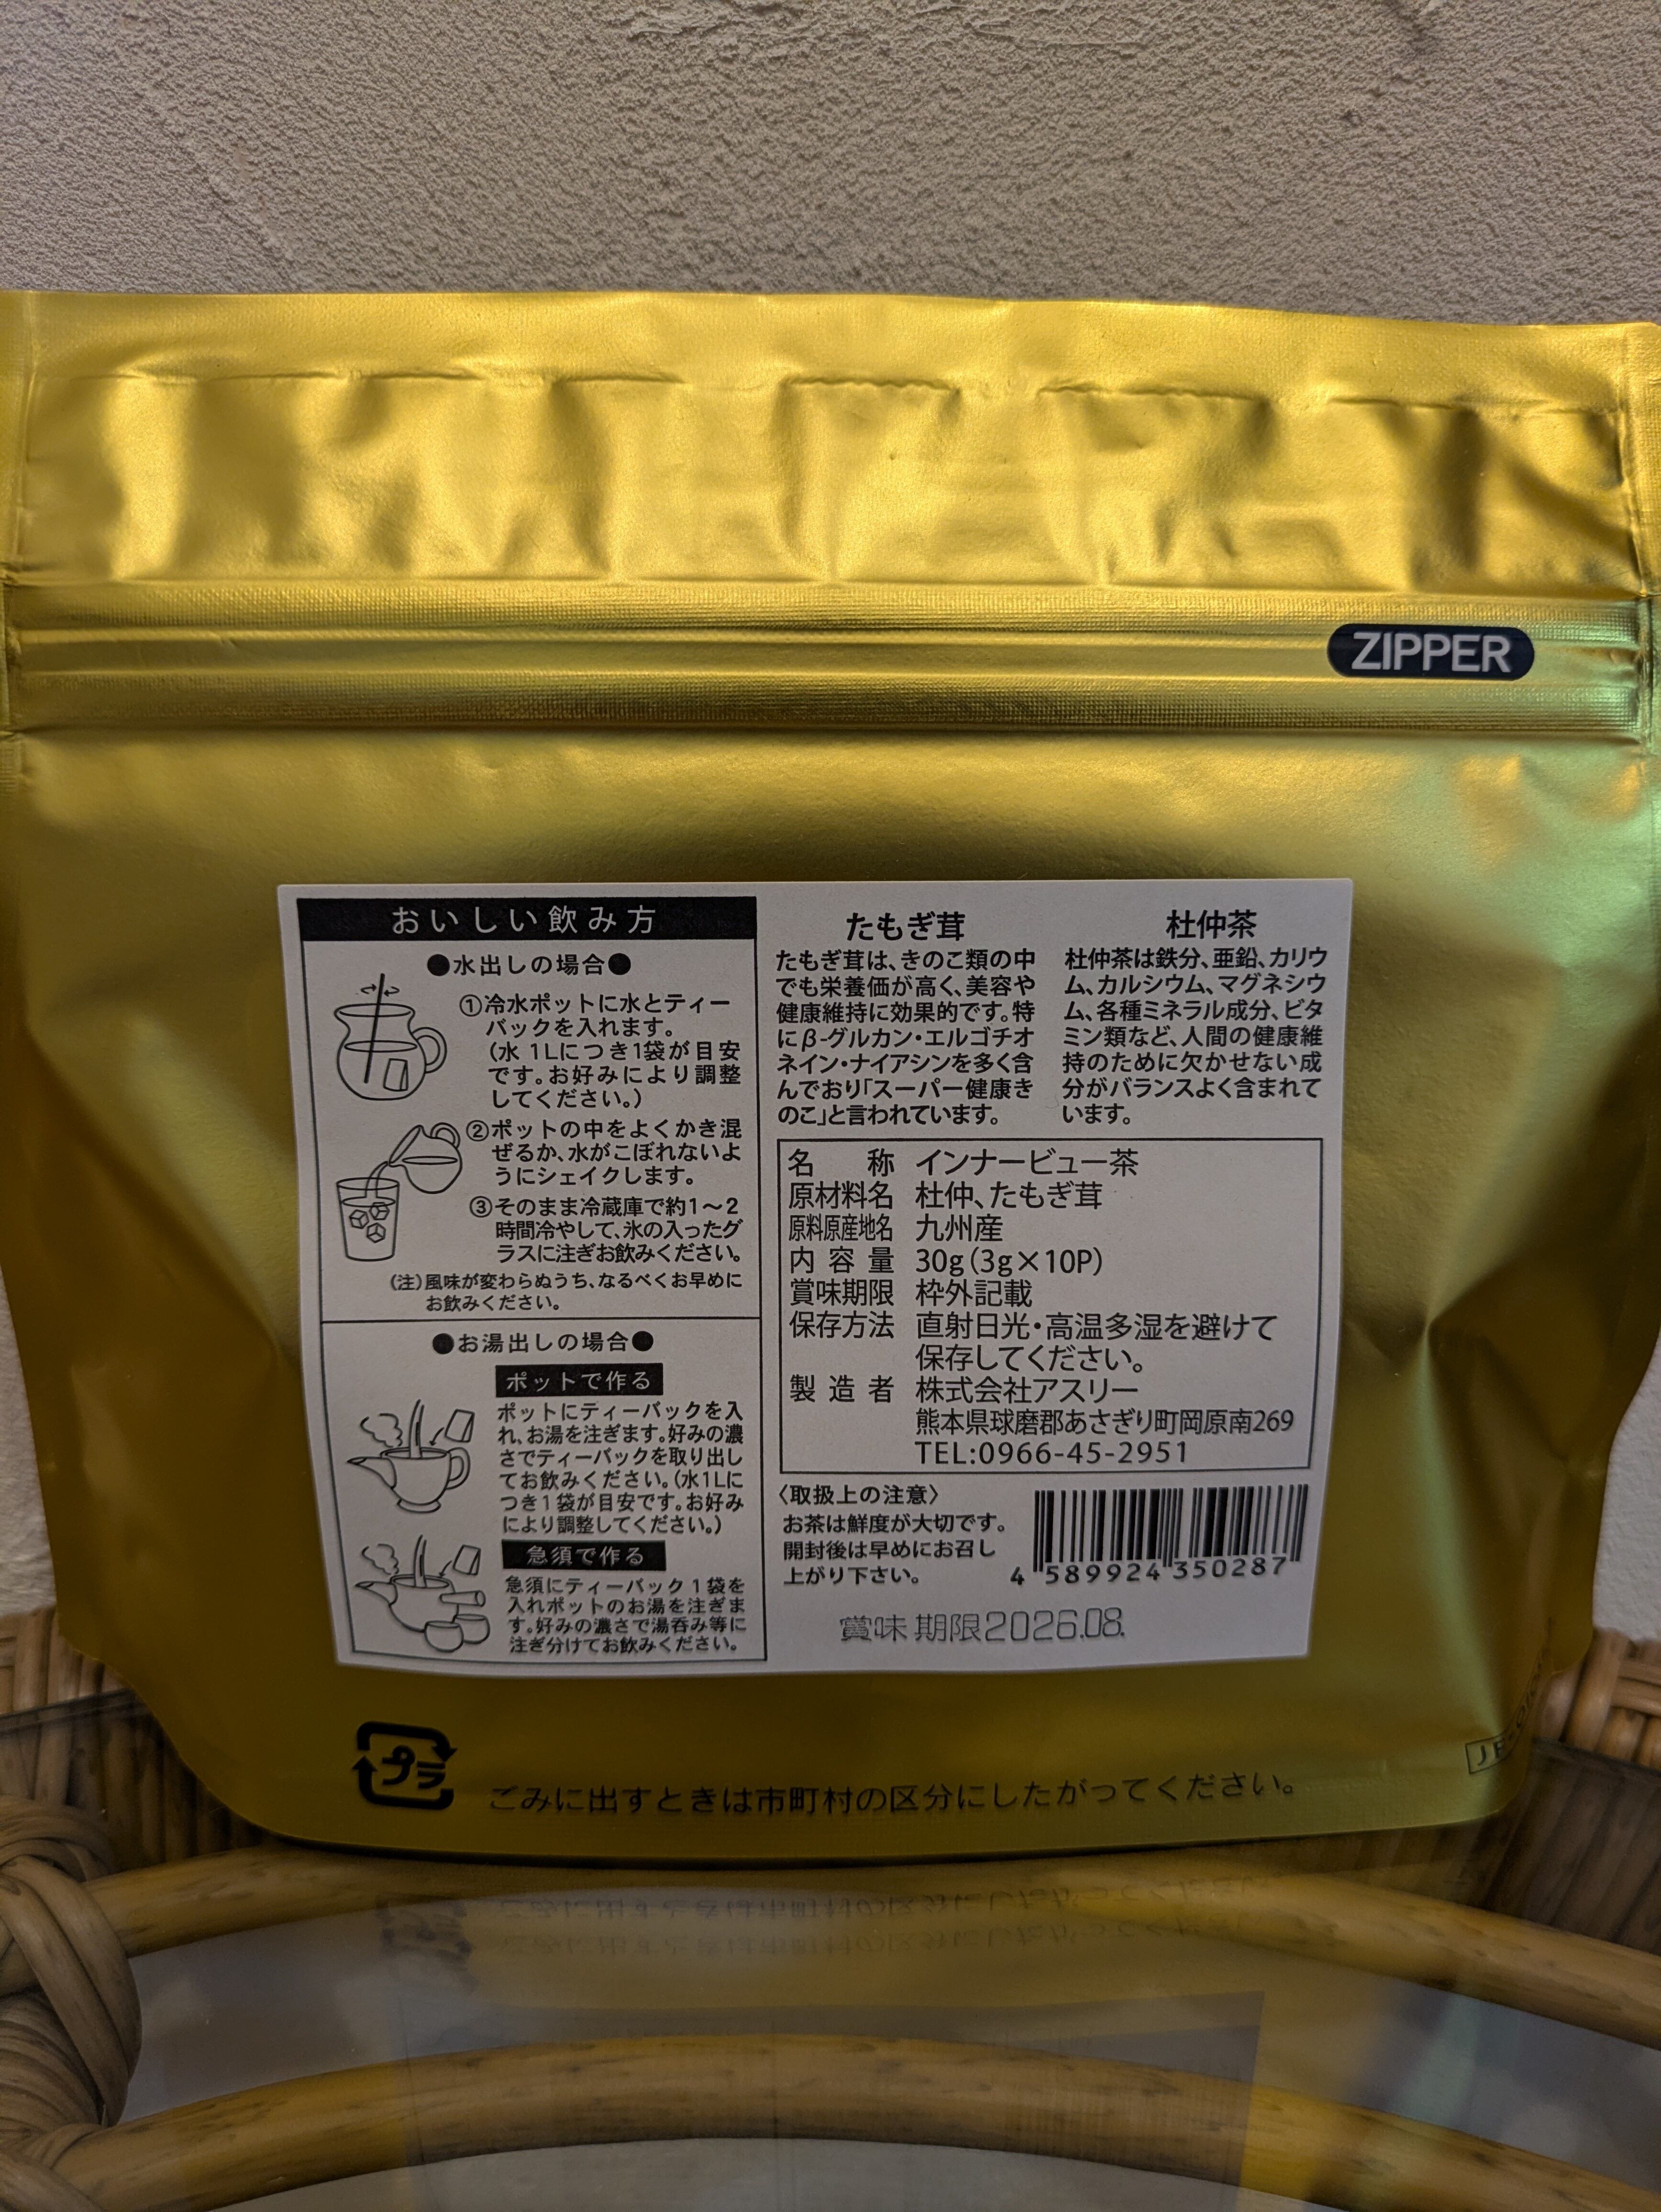 ZIPPER
おいしい飲み方
●水出しの場合●
①冷水ポットに水とティー
バックを入れます。
(水 1Lにつき1袋が目安
です。お好みにより調整
してください。)
②ポットの中をよくかき混
ぜるか、水がこぼれないよ
うにシェイクします。
③そのまま冷蔵庫で約1～2
時間冷やして、氷の入ったグ
ラスに注ぎお飲みください。
(注)風味が変わらぬうち、なるべくお早めに
お飲みください。
●お湯出しの場合●
ポットで作る
ポットにティーバックを入
れ、お湯を注ぎます。好みの濃
さでティーバックを取り出し
てお飲みください。(水1Lに
つき1袋が目安です。お好み
により調整してください。)
急須で作る
急須にティーバック1袋を
入れポットのお湯を注ぎま
す。好みの濃さで湯呑み等に
注ぎ分けてお飲みください。
たもぎ茸
たもぎ茸は、きのこ類の中
でも栄養価が高く、美容や
健康維持に効果的です。特
にβ-グルカン・エルゴチオ
ネイン・ナイアシンを多く含
んでおり「スーパー健康き
のこ」と言われています。
杜仲茶
杜仲茶は鉄分、亜鉛、カリウ
ム、カルシウム、マグネシウ
ム、各種ミネラル成分、ビタ
ミン類など、人間の健康維
持のために欠かせない成
分がバランスよく含まれて
います。
名称 インナービュー茶
原材料名 杜仲、たもぎ茸
原料原産地名 九州産
内容量 30g(3g×10P)
賞味期限 枠外記載
保存方法 直射日光・高温多湿を避けて
保存してください。
製造者 株式会社アスリー
熊本県球磨郡あさぎり町岡原南269
TEL:0966-45-2951
〈取扱上の注意〉
お茶は鮮度が大切です。
開封後は早めにお召し
上がり下さい。
4 589924 350287
賞味期限2026.08.
プラ
ごみに出すときは市町村の区分にしたがってください。